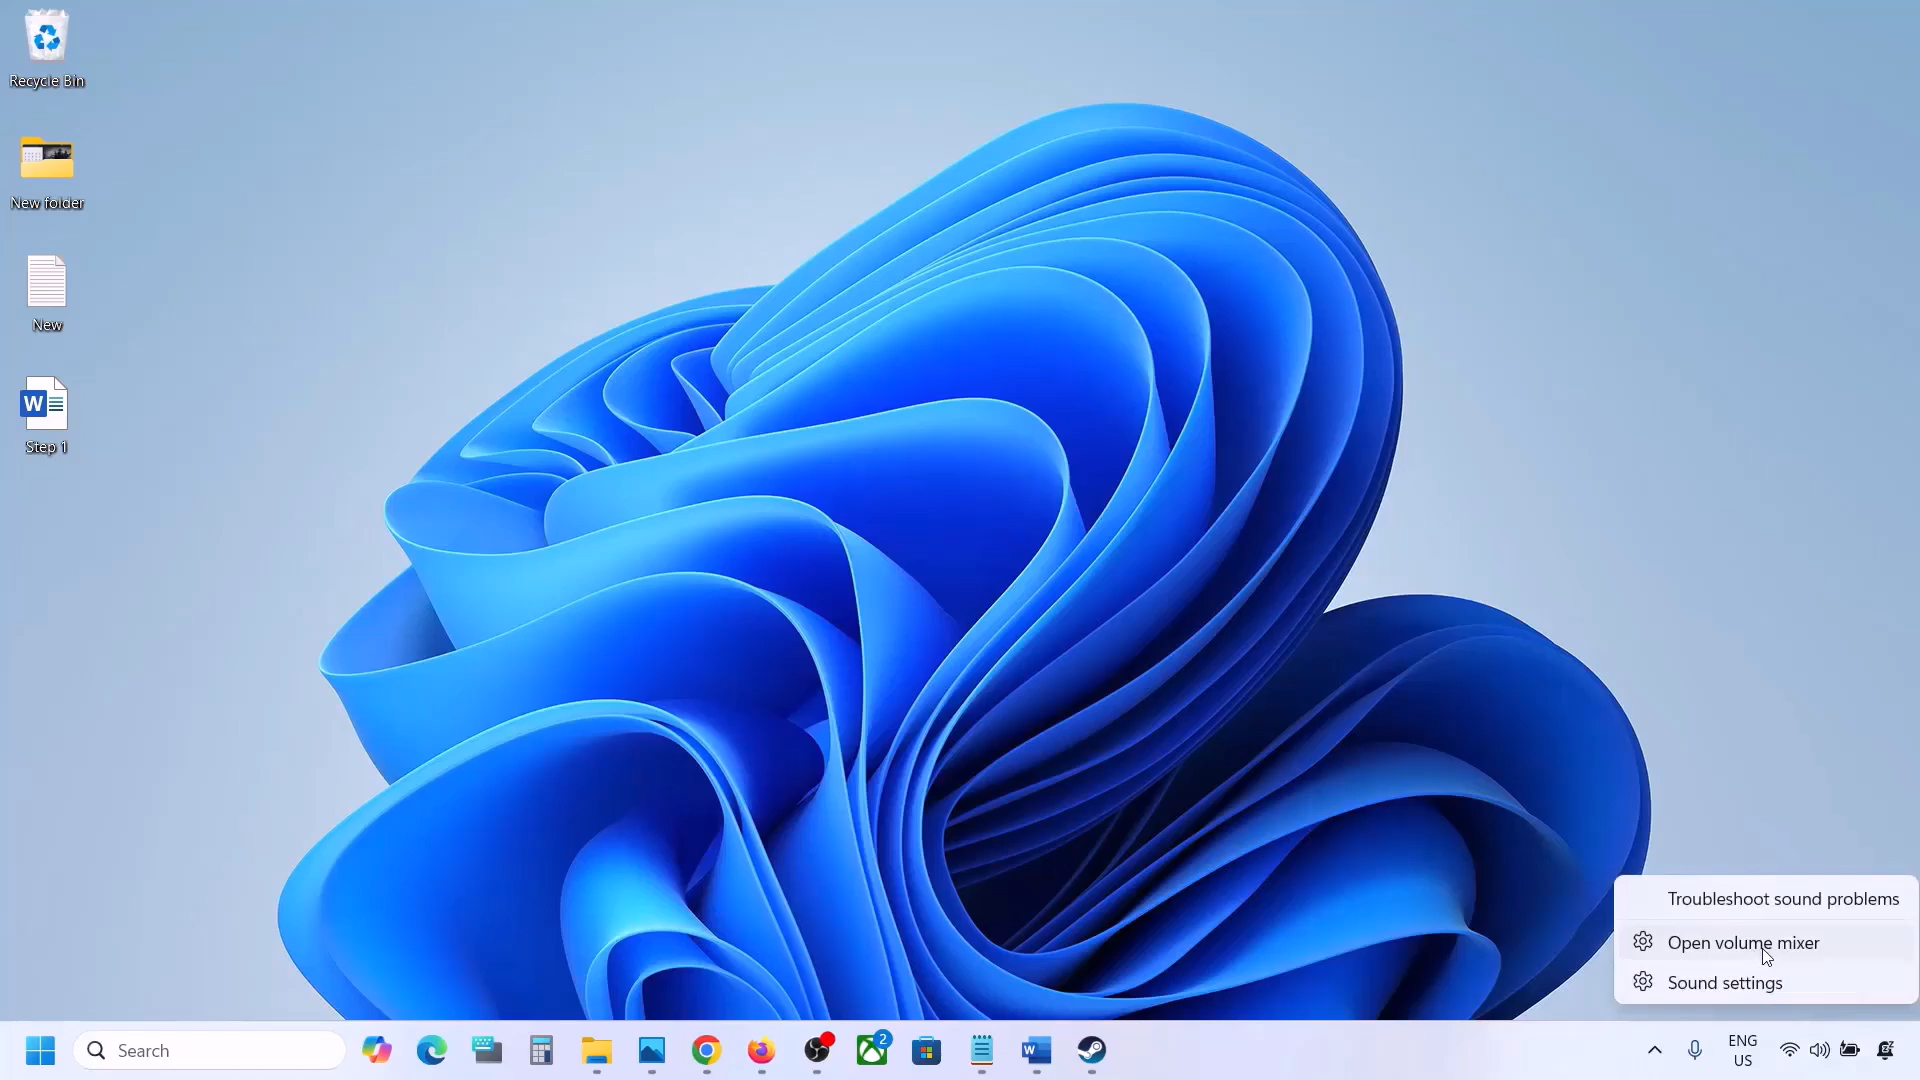 Recycle Bin
New folder
New
W
Step 1
Troubleshoot sound problems
Open volume mixer
Sound settings
Search
2
W
ENG
US